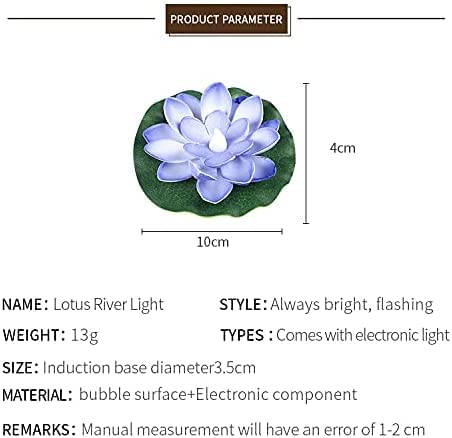 PRODUCT PARAMETER
4cm
10cm
NAME: Lotus River Light STYLE: Always bright, flashing
WEIGHT: 13g TYPES : Comes with electronic light
SIZE: Induction base diameter3.5cm
MATERIAL: bubble surface+Electronic component
REMARKS: Manual measurement will have an error of 1-2 cm